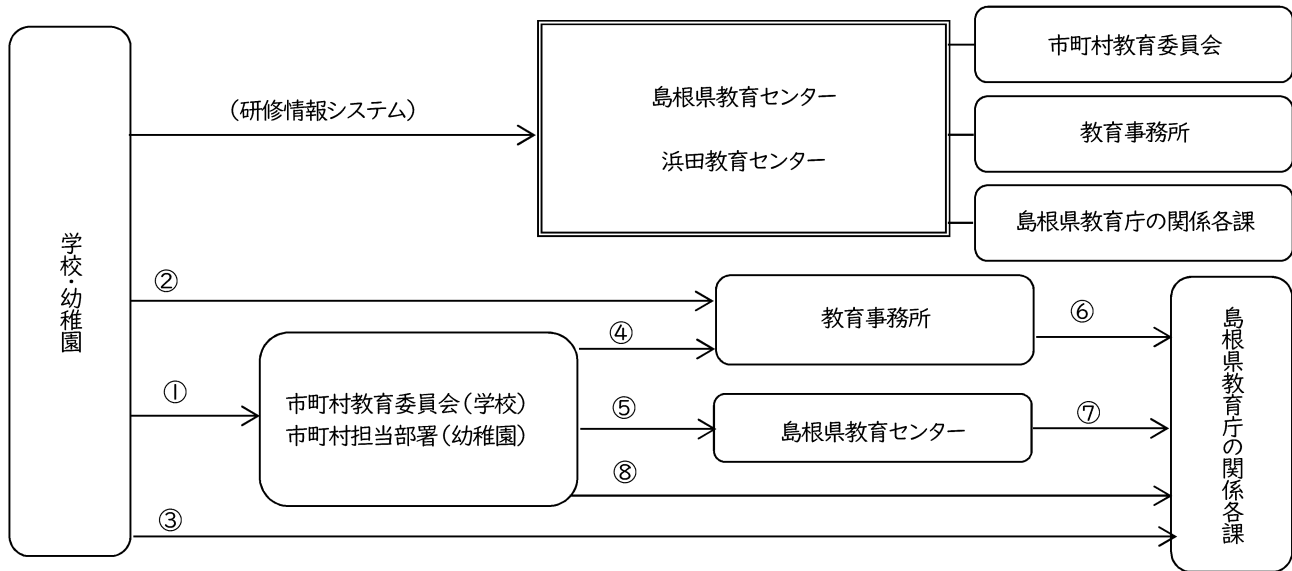 市町村教育委員会
(研修情報システム)
島根県教育センター
教育事務所
浜田教育センター
島根県教育庁の関係各課
学校・幼稚園
②
教育事務所
⑥
④
島根県教育庁の関係各課
①
市町村教育委員会(学校)
市町村担当部署(幼稚園)
⑤
島根県教育センター
⑦
⑧
③